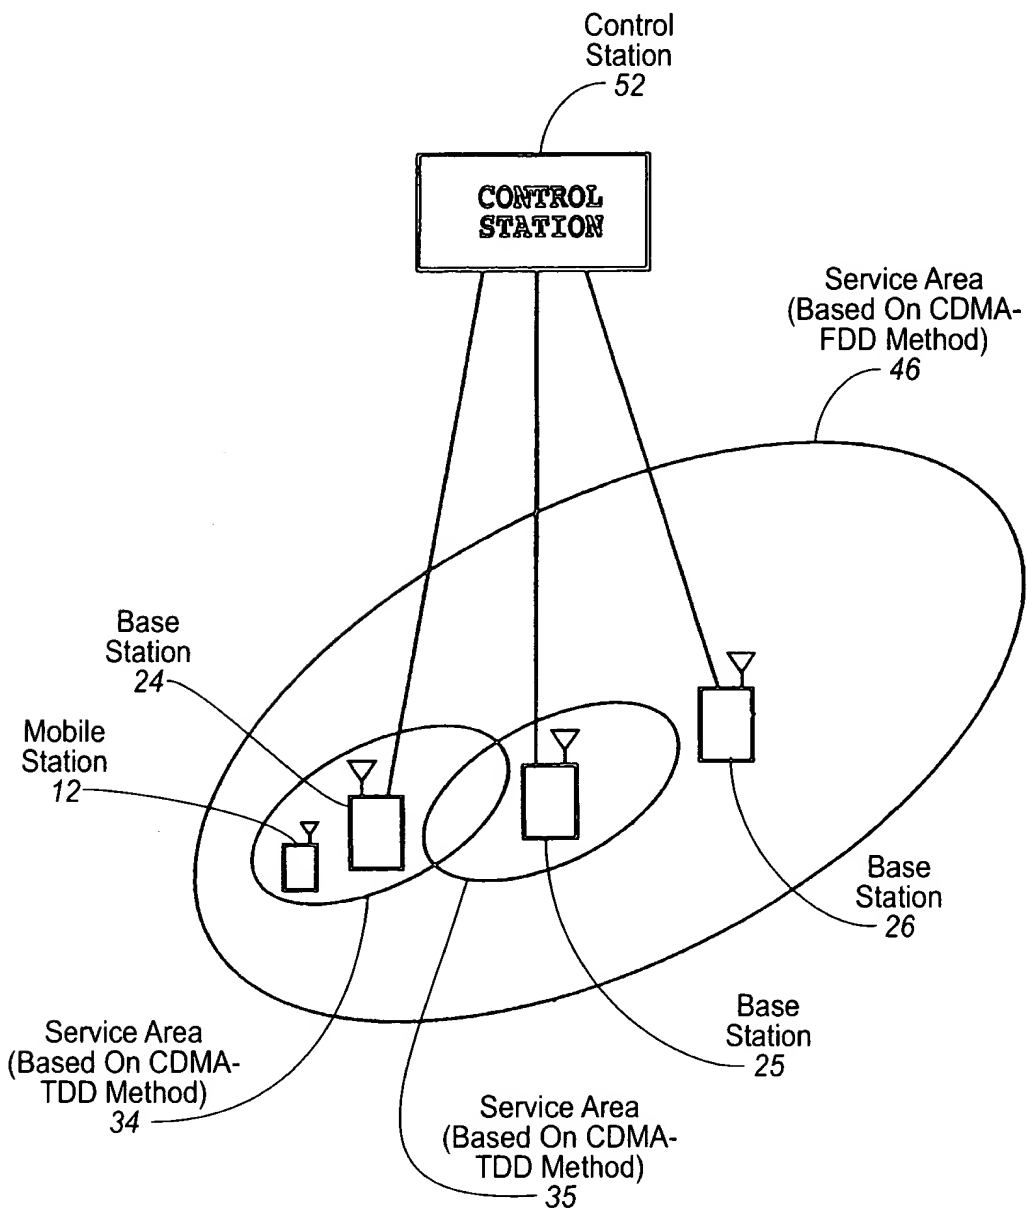 Control
Station
52
CONTROL
STATION
Service Area
(Based On CDMA-
FDD Method)
46
Base
Station
24
Mobile
Station
12
Base
Station
26
Base
Station
25
Service Area
(Based On CDMA-
TDD Method)
34
Service Area
(Based On CDMA-
TDD Method)
35